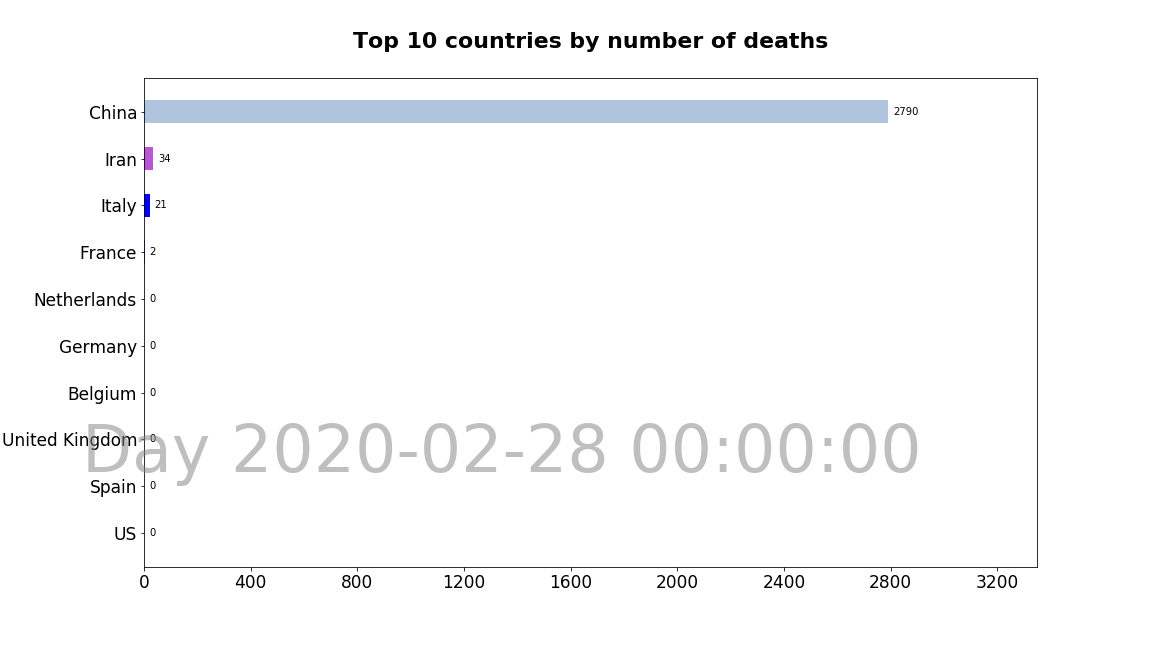 Top 10 countries by number of deaths
China 2790
Iran 34
Italy 21
France 2
Netherlands 0
Germany 0
Belgium 0
United Kingdom 0
Day 2020-02-28 00:00:00
Spain 0
US 0
0 400 800 1200 1600 2000 2400 2800 3200